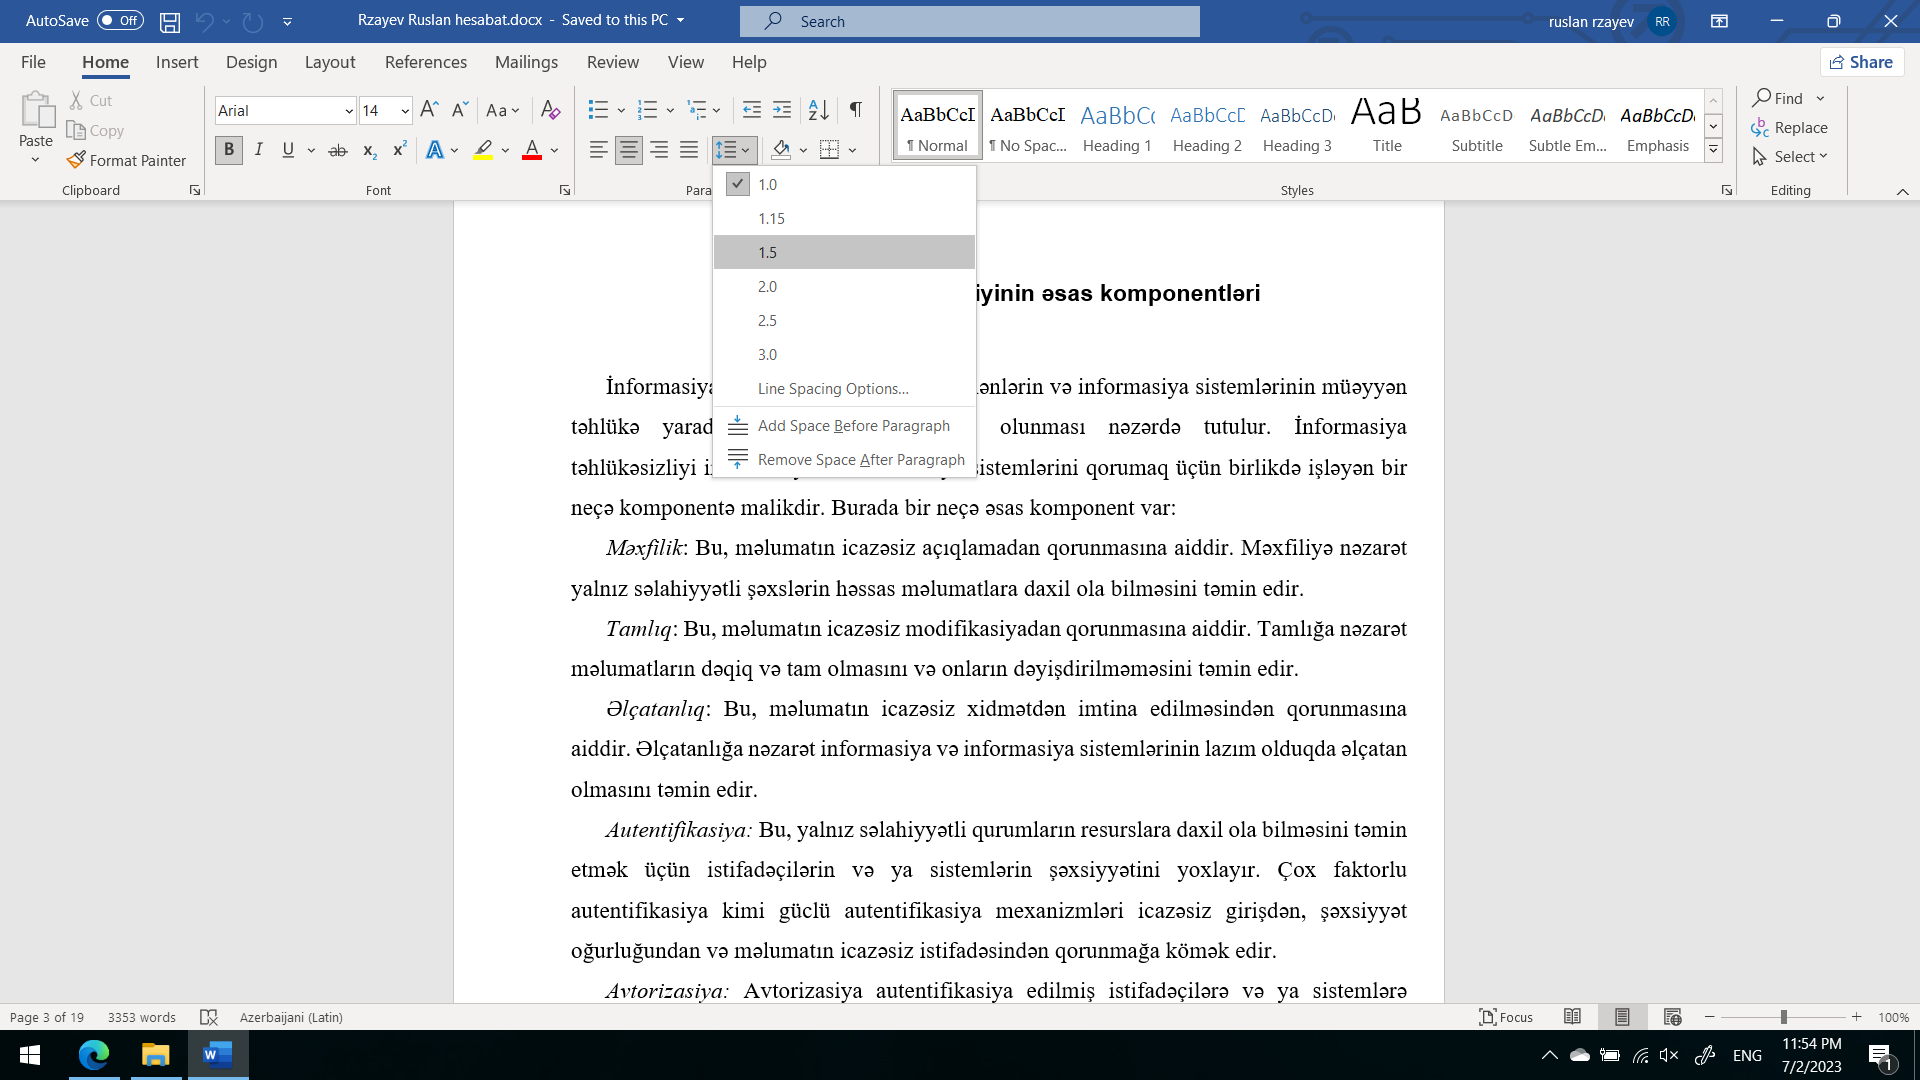 AutoSave Off Rzayev Ruslan hesabat.docx - Saved to this PC Search ruslan rzayev RR
File Home Insert Design Layout References Mailings Review View Help Share
Paste Cut Copy Format Painter
Clipboard
Arial 14 Aa
B I U ab x₂ x² A A
Font
Para
AaBbCcI AaBbCcI AaBbCc AaBbCcC AaBbCcDc AaB AaBbCcD AaBbCcDc AaBbCcDc
¶ Normal ¶ No Spac... Heading 1 Heading 2 Heading 3 Title Subtitle Subtle Em... Emphasis
Styles
Find
Replace
Select
Editing
1.0
1.15
1.5
2.0
2.5
3.0
Line Spacing Options...
Add Space Before Paragraph
Remove Space After Paragraph
iyinin əsas komponentləri
İnformasiya ənlərin və informasiya sistemlərinin müəyyən
təhlükə yarad olunması nəzərdə tutulur. İnformasiya
təhlükəsizliyi sistemlərini qorumaq üçün birlikdə işləyən bir
neçə komponentə malikdir. Burada bir neçə əsas komponent var:
Məxfilik: Bu, məlumatın icazəsiz açıqlamadan qorunmasına aiddir. Məxfiliyə nəzarət
yalnız səlahiyyətli şəxslərin həssas məlumatlara daxil ola bilməsini təmin edir.
Tamlıq: Bu, məlumatın icazəsiz modifikasiyadan qorunmasına aiddir. Tamlığa nəzarət
məlumatların dəqiq və tam olmasını və onların dəyişdirilməməsini təmin edir.
Əlçatanlıq: Bu, məlumatın icazəsiz xidmətdən imtina edilməsindən qorunmasına
aiddir. Əlçatanlığa nəzarət informasiya və informasiya sistemlərinin lazım olduqda əlçatan
olmasını təmin edir.
Autentifikasiya: Bu, yalnız səlahiyyətli qurumların resurslara daxil ola bilməsini təmin
etmək üçün istifadəçilərin və ya sistemlərin şəxsiyyətini yoxlayır. Çox faktorlu
autentifikasiya kimi güclü autentifikasiya mexanizmləri icazəsiz girişdən, şəxsiyyət
oğurluğundan və məlumatın icazəsiz istifadəsindən qorunmağa kömək edir.
Avtorizasiya: Avtorizasiya autentifikasiya edilmiş istifadəçilərə və ya sistemlərə
Page 3 of 19 3353 words Azerbaijani (Latin) Focus 100%
ENG 11:54 PM
7/2/2023 1